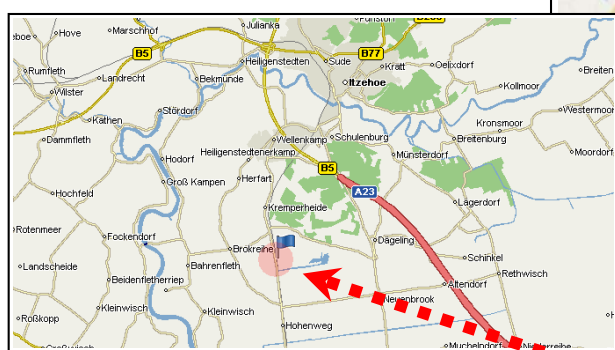 Marschhof
Hove
Julianka
B5
B77
Heiligenstedten
Sude
Kratt
Oelixdorf
Breiten
Rumfleth
Landrecht
Bekmünde
Itzehoe
Kollmoor
Wilster
Stördorf
Westermoor
Kathen
Kronsmoor
Dammfleth
Wellenkamp
Schulenburg
Breitenburg
Heiligenstedtenerkamp
Münsterdorf
Moordorf
Hodorf
B5
Groß Kampen
Herfart
A23
Hochfeld
Lägerdorf
Kremperheide
Rotenmeer
Fockendorf
Dägeling
Brokreihe
Schinkel
Landscheide
Bahrenfleth
Rethwisch
Beidenfletherriep
Altendorf
Neuenbrook
Kleinwisch
Kleinwisch
Roßkopp
Hohenweg
Muchelndorf
Niederreihe